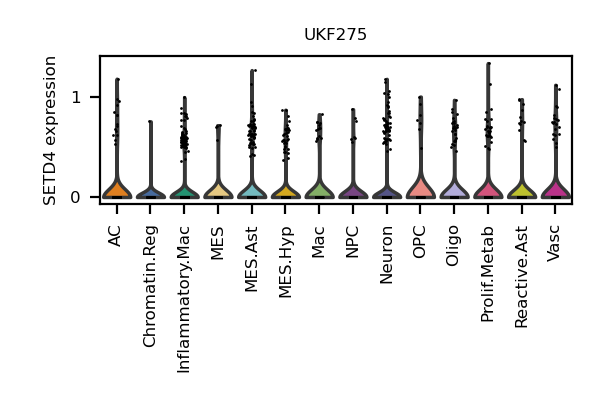 UKF275
SETD4 expression
1
0
AC
Chromatin.Reg
Inflammatory.Mac
MES
MES.Ast
MES.Hyp
Mac
NPC
Neuron
OPC
Oligo
Prolif.Metab
Reactive.Ast
Vasc